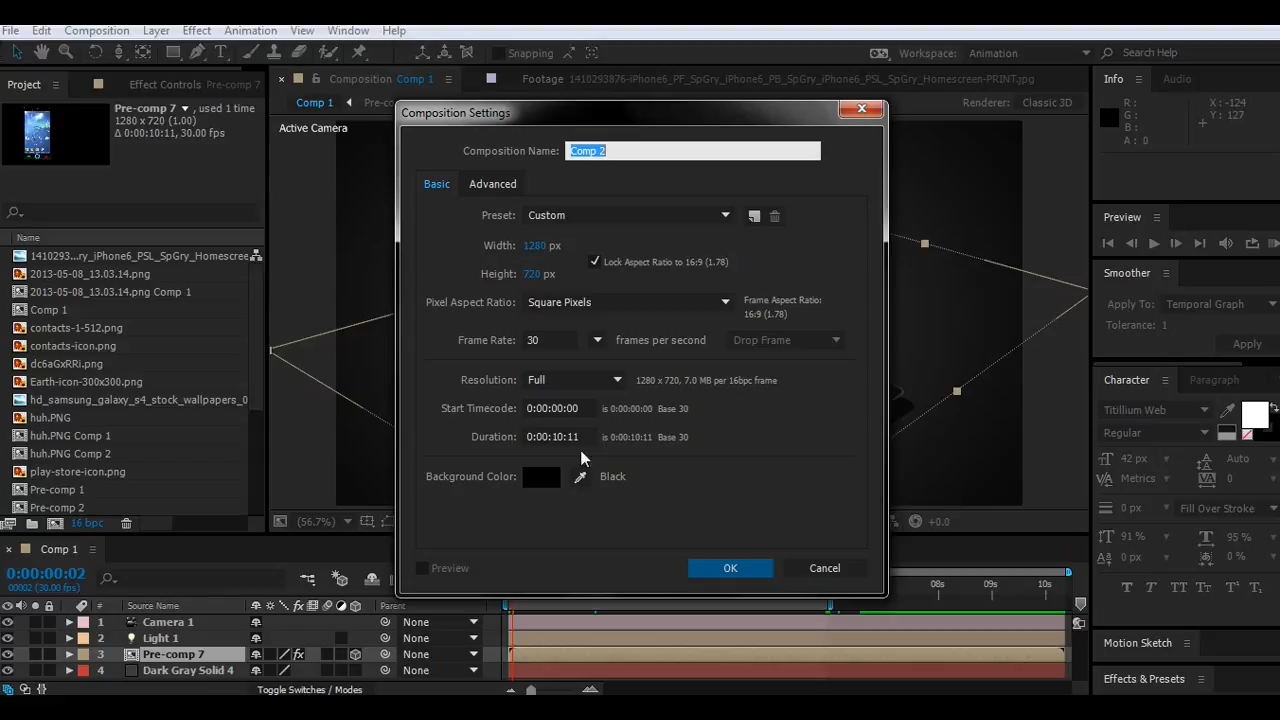 File Edit Composition Layer Effect Animation View Window Help
Snapping Workspace: Animation Search Help
Project Effect Controls Pre-comp 7
Composition Comp 1 Footage 1410293876-iPhone6_PF_SpGry_iPhone6_PB_SpGry_iPhone6_PSL_SpGry_Homescreen-PRINT.jpg
Info Audio
Pre-comp 7 , used 1 time
1280 x 720 (1.00)
Δ 0:00:10:11, 30.00 fps
Comp 1 Renderer: Classic 3D
Active Camera
R : G : B : A : 0
X : -124
Y : 127
Composition Settings
Composition Name: Comp 2
Basic Advanced
Preset: Custom
Width: 1280 px
Lock Aspect Ratio to 16:9 (1.78)
Height: 720 px
Pixel Aspect Ratio: Square Pixels
Frame Aspect Ratio:
16:9 (1.78)
Frame Rate: 30 frames per second Drop Frame
Resolution: Full 1280 x 720, 7.0 MB per 16bpc frame
Start Timecode: 0:00:00:00 is 0:00:00:00 Base 30
Duration: 0:00:10:11 is 0:00:10:11 Base 30
Background Color: Black
Preview OK Cancel
Name
1410293...ry_iPhone6_PSL_SpGry_Homescree
2013-05-08_13.03.14.png
2013-05-08_13.03.14.png Comp 1
Comp 1
contacts-1-512.png
contacts-icon.png
dc6aGxRRi.png
Earth-icon-300x300.png
hd_samsung_galaxy_s4_stock_wallpapers_0
huh.PNG
huh.PNG Comp 1
huh.PNG Comp 2
play-store-icon.png
Pre-comp 1
Pre-comp 2
16 bpc
(56.7%) +0.0
Preview
Smoother
Apply To: Temporal Graph
Tolerance: 1
Apply
Character Paragraph
Titillium Web
Regular
42 px Auto
Metrics 0
0 px Fill Over Stroke
91 % 95 %
0 px 0 %
T T TT Tt T¹ T₁
Motion Sketch
Effects & Presets
Comp 1
0:00:00:02
00002 (30.00 fps)
08s 09s 10s
# Source Name Parent
1 Camera 1 None
2 Light 1 None
3 Pre-comp 7 None
4 Dark Gray Solid 4 None
Toggle Switches / Modes